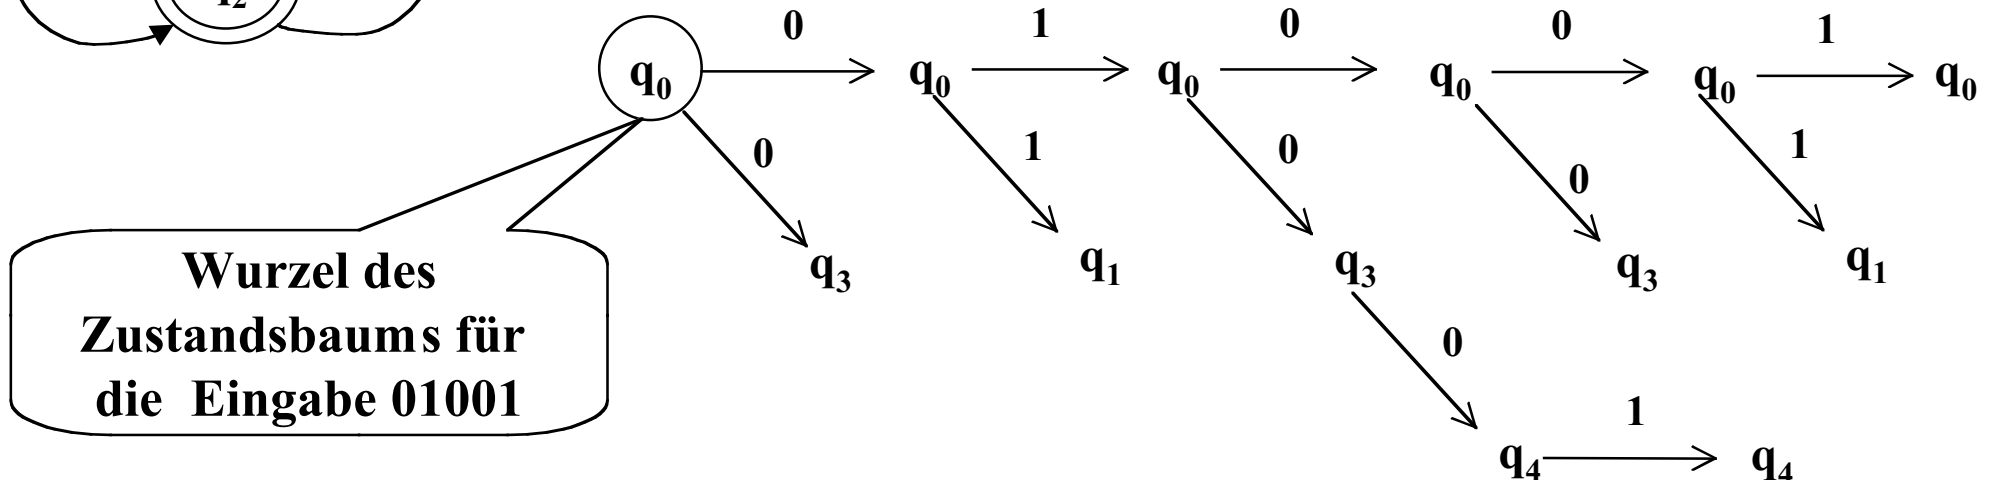 q₂
0 1 0 0 1
q₀ q₀ q₀ q₀ q₀ q₀
0 1 0 0 1
q₃ q₁ q₃ q₃ q₁
Wurzel des
Zustandsbaums für
die Eingabe 01001
0
1
q₄ q₄